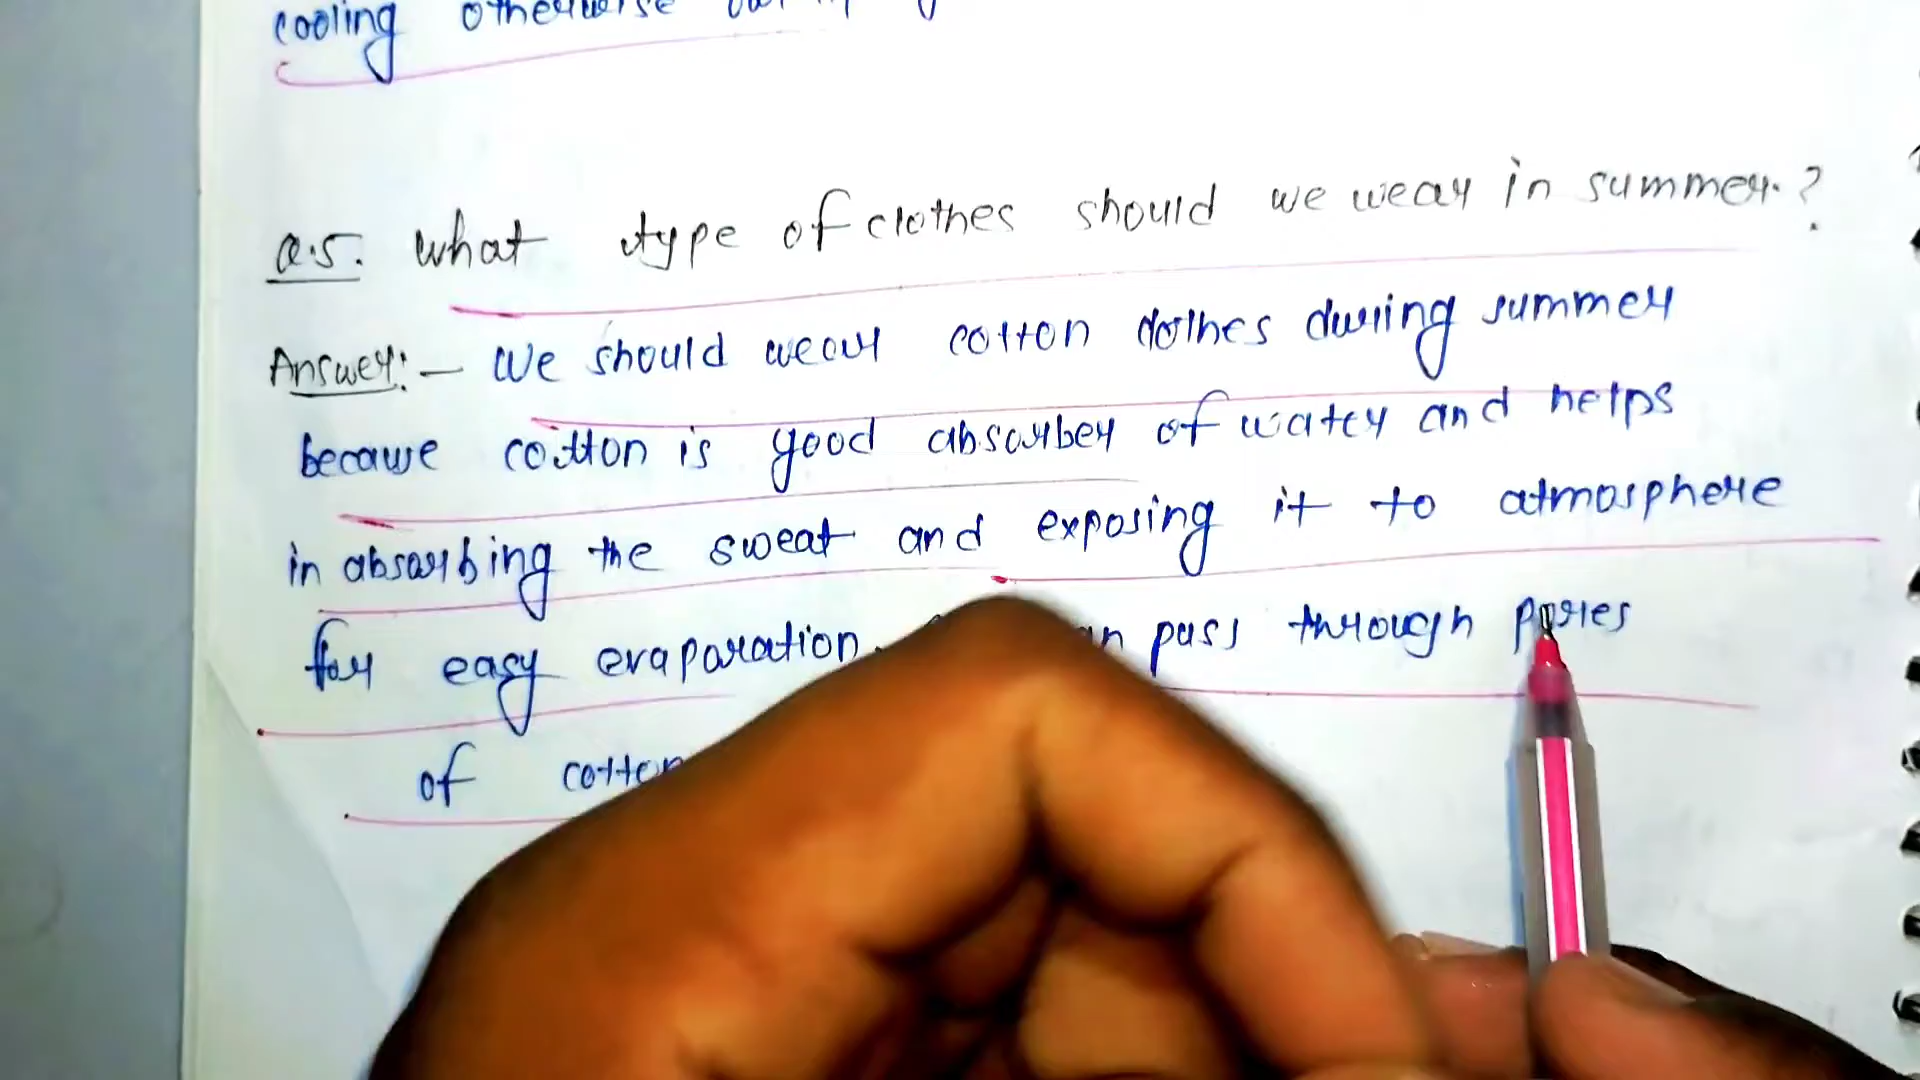 cooling otherwise
Q.5. What type of clothes should we wear in summer.?
Answer:- We should wear cotton clothes during summer
because cotton is good absorber of water and helps
in absorbing the sweat and exposing it to atmosphere
for easy evaporation. pass through pores
of cotton